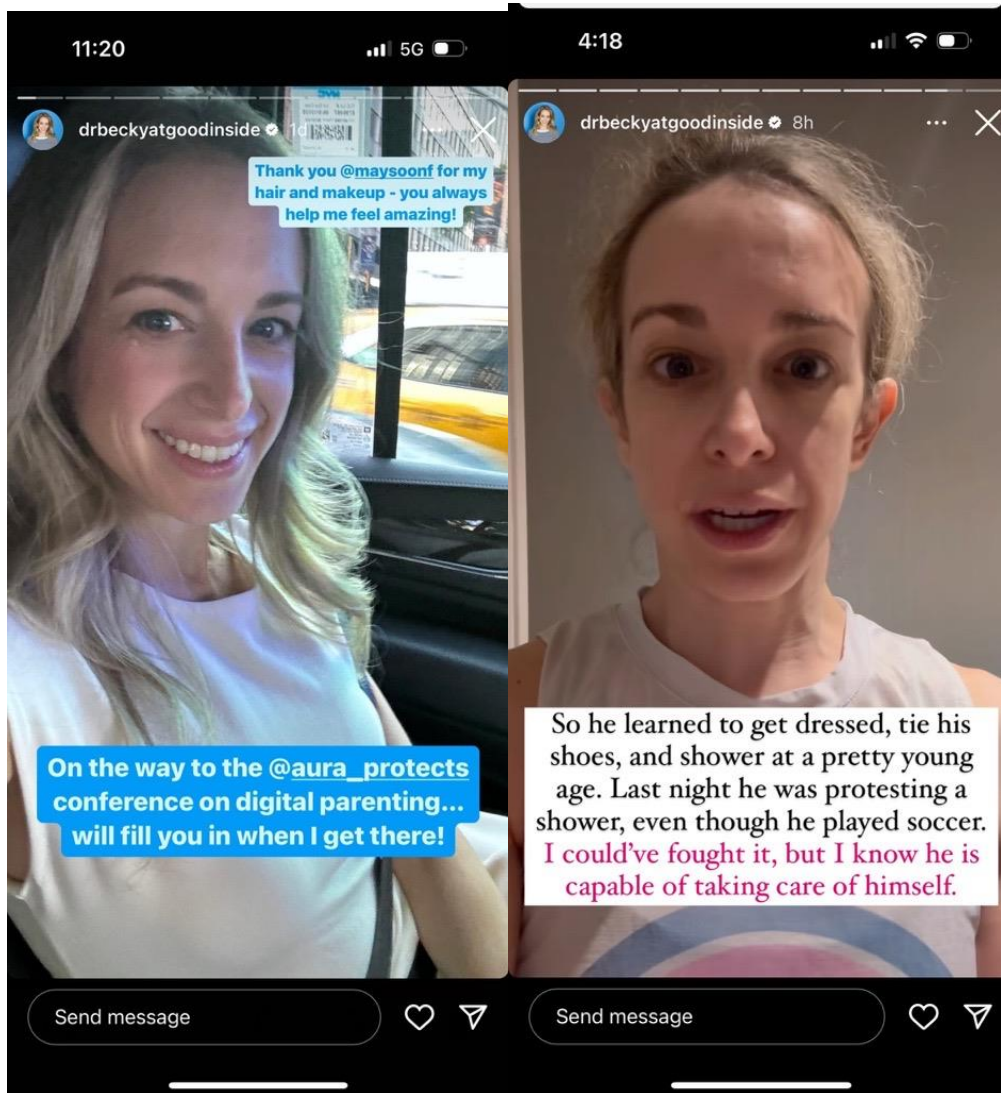 11:20
5G
drbeckyatgoodinside
1d
Thank you @maysoonf for my
hair and makeup - you always
help me feel amazing!
On the way to the @aura_protects
conference on digital parenting...
will fill you in when I get there!
Send message
4:18
drbeckyatgoodinside
8h
So he learned to get dressed, tie his
shoes, and shower at a pretty young
age. Last night he was protesting a
shower, even though he played soccer.
I could've fought it, but I know he is
capable of taking care of himself.
Send message